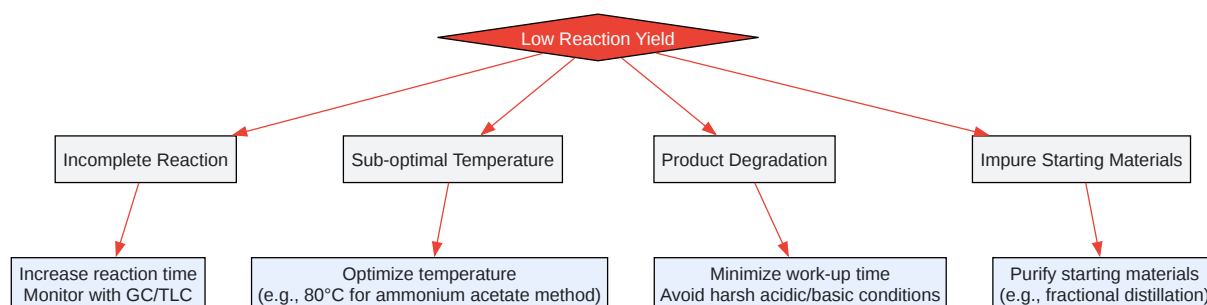 Low Reaction Yield
Incomplete Reaction
Sub-optimal Temperature
Product Degradation
Impure Starting Materials
Increase reaction time
Monitor with GC/TLC
Optimize temperature
(e.g., 80°C for ammonium acetate method)
Minimize work-up time
Avoid harsh acidic/basic conditions
Purify starting materials
(e.g., fractional distillation)